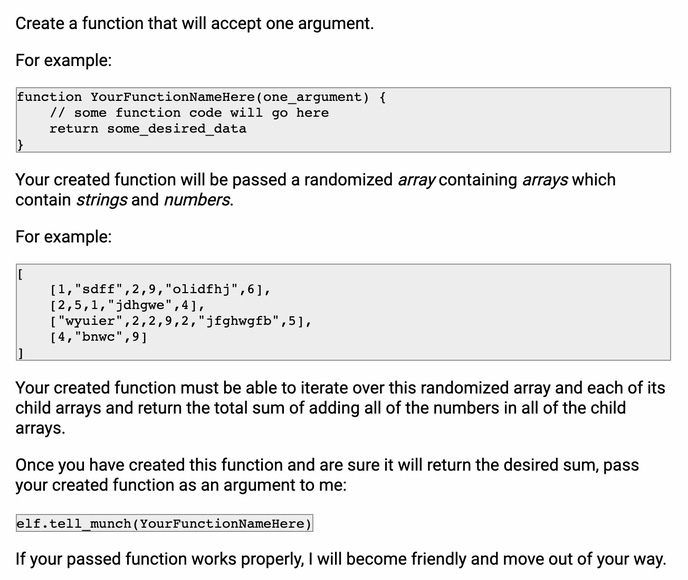 Create a function that will accept one argument.
For example:
function YourFunctionNameHere(one_argument) {
    // some function code will go here
    return some_desired_data
}
Your created function will be passed a randomized array containing arrays which
contain strings and numbers.
For example:
[
    [1,"sdff",2,9,"olidfhj",6],
    [2,5,1,"jdhgwe",4],
    ["wyuier",2,2,9,2,"jfghwgfb",5],
    [4,"bnwc",9]
]
Your created function must be able to iterate over this randomized array and each of its
child arrays and return the total sum of adding all of the numbers in all of the child
arrays.
Once you have created this function and are sure it will return the desired sum, pass
your created function as an argument to me:
elf.tell_munch(YourFunctionNameHere)
If your passed function works properly, I will become friendly and move out of your way.